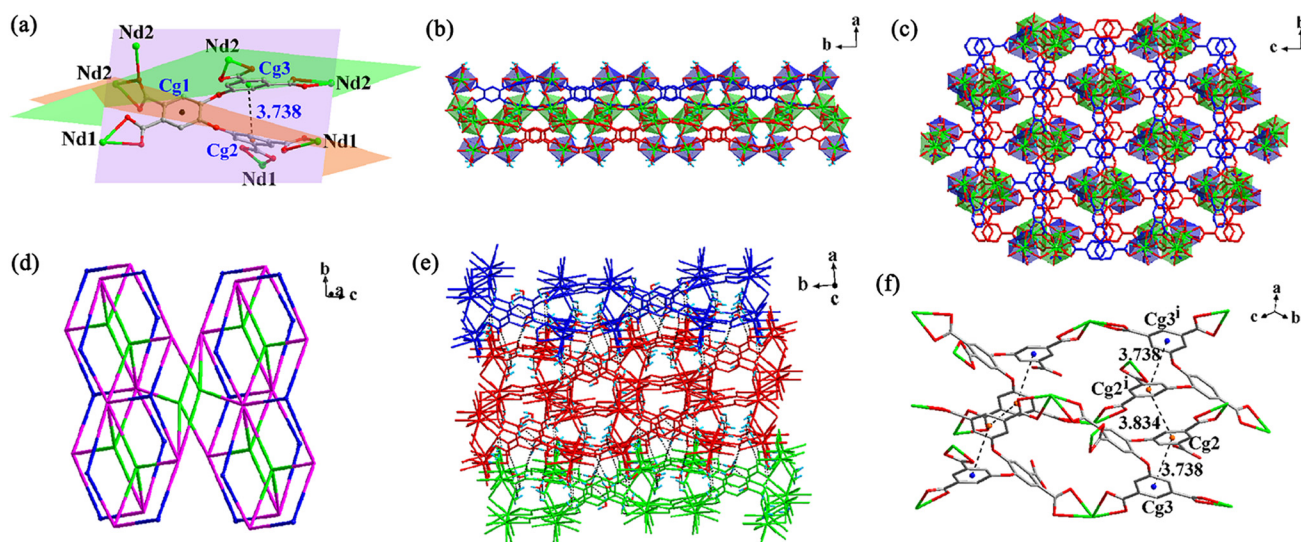 (a)
Nd2
Nd2
Nd2
Cg1
Cg3
Nd2
3.738
Nd1
Cg2
Nd1
Nd1
(b)
a
b
(c)
c
(d)
b
a
c
(e)
a
b
c
(f)
a
c
b
Cg3ⁱ
3.738
Cg2ⁱ
3.834
Cg2
3.738
Cg3